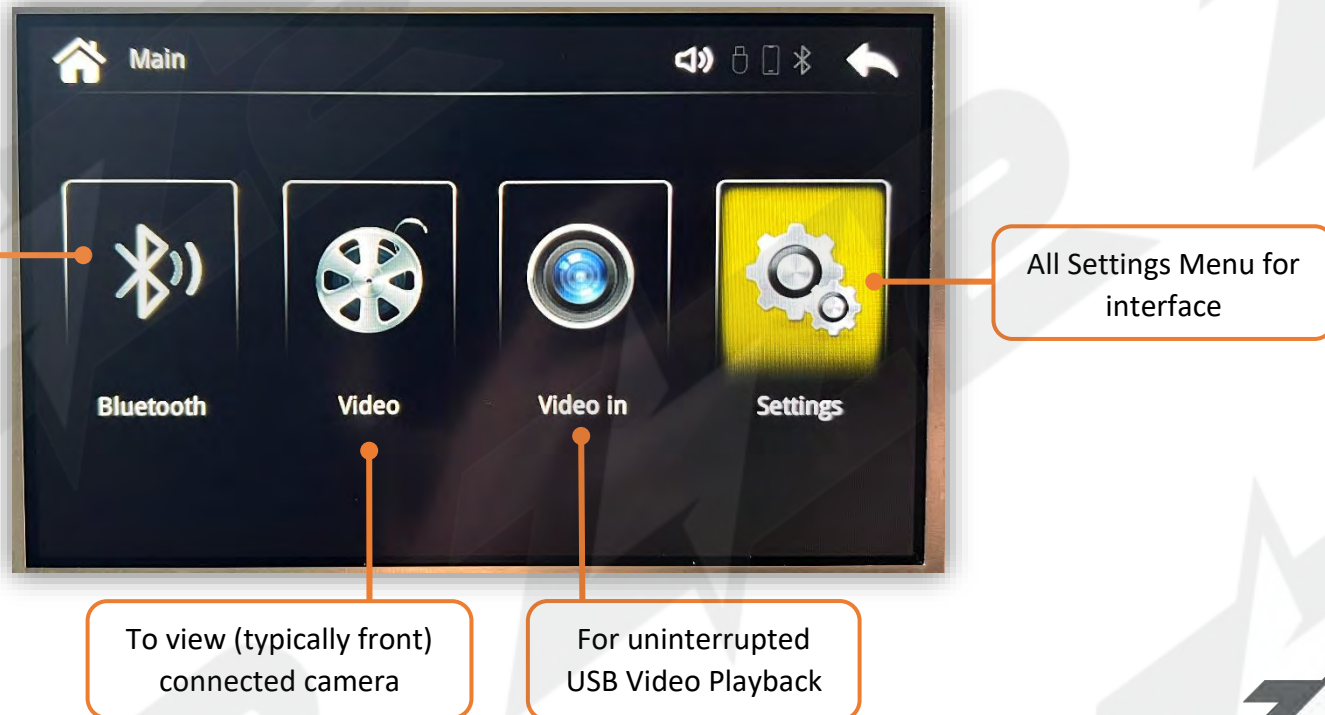 Main
Bluetooth
Video
Video in
Settings
All Settings Menu for
interface
To view (typically front)
connected camera
For uninterrupted
USB Video Playback